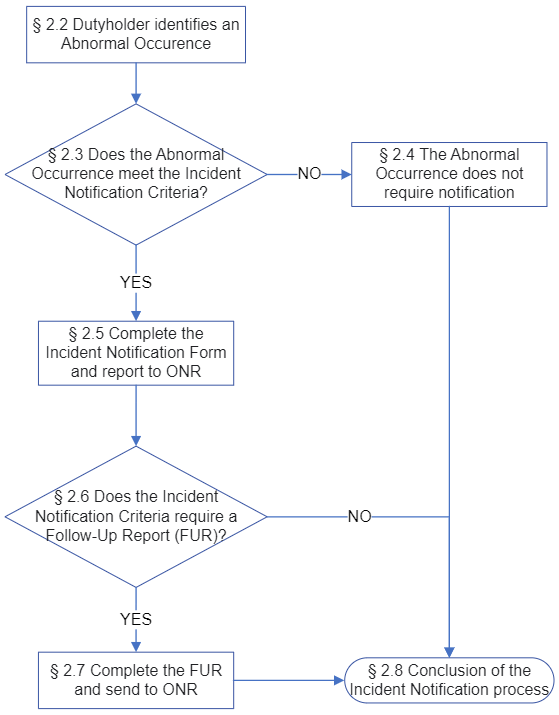 § 2.2 Dutyholder identifies an
Abnormal Occurence
§ 2.3 Does the Abnormal
Occurrence meet the Incident
Notification Criteria?
NO
§ 2.4 The Abnormal
Occurrence does not
require notification
YES
§ 2.5 Complete the
Incident Notification Form
and report to ONR
§ 2.6 Does the Incident
Notification Criteria require a
Follow-Up Report (FUR)?
NO
YES
§ 2.7 Complete the FUR
and send to ONR
§ 2.8 Conclusion of the
Incident Notification process